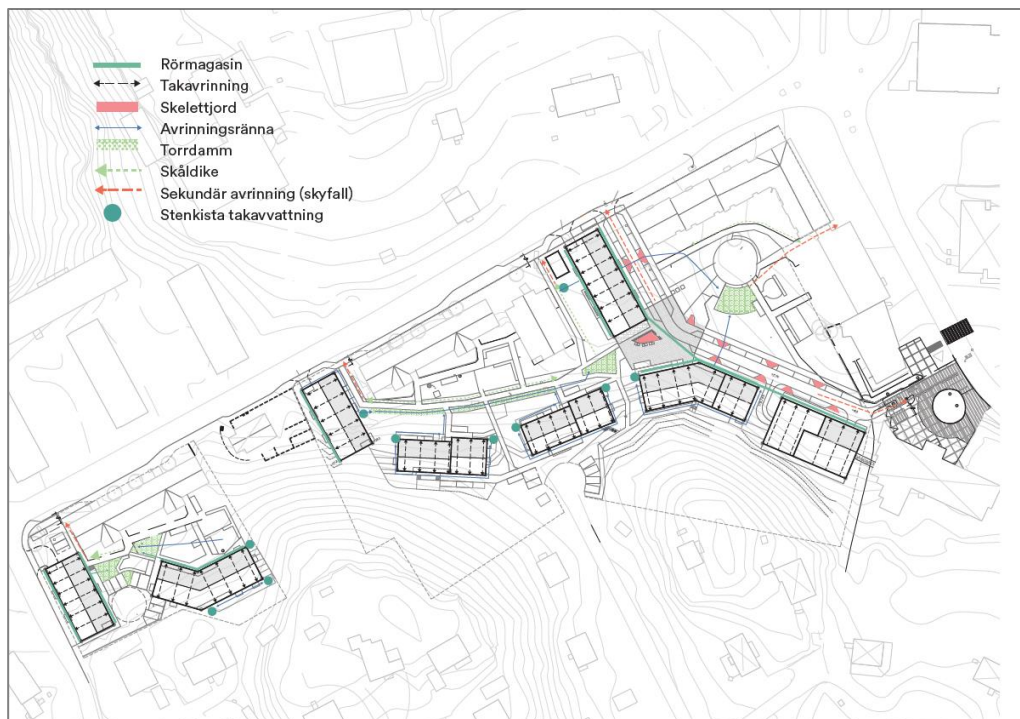 Rörmagasin
Takavrinning
Skelettjord
Avrinningsränna
Torrdamm
Skåldike
Sekundär avrinning (skyfall)
Stenkista takavvattning